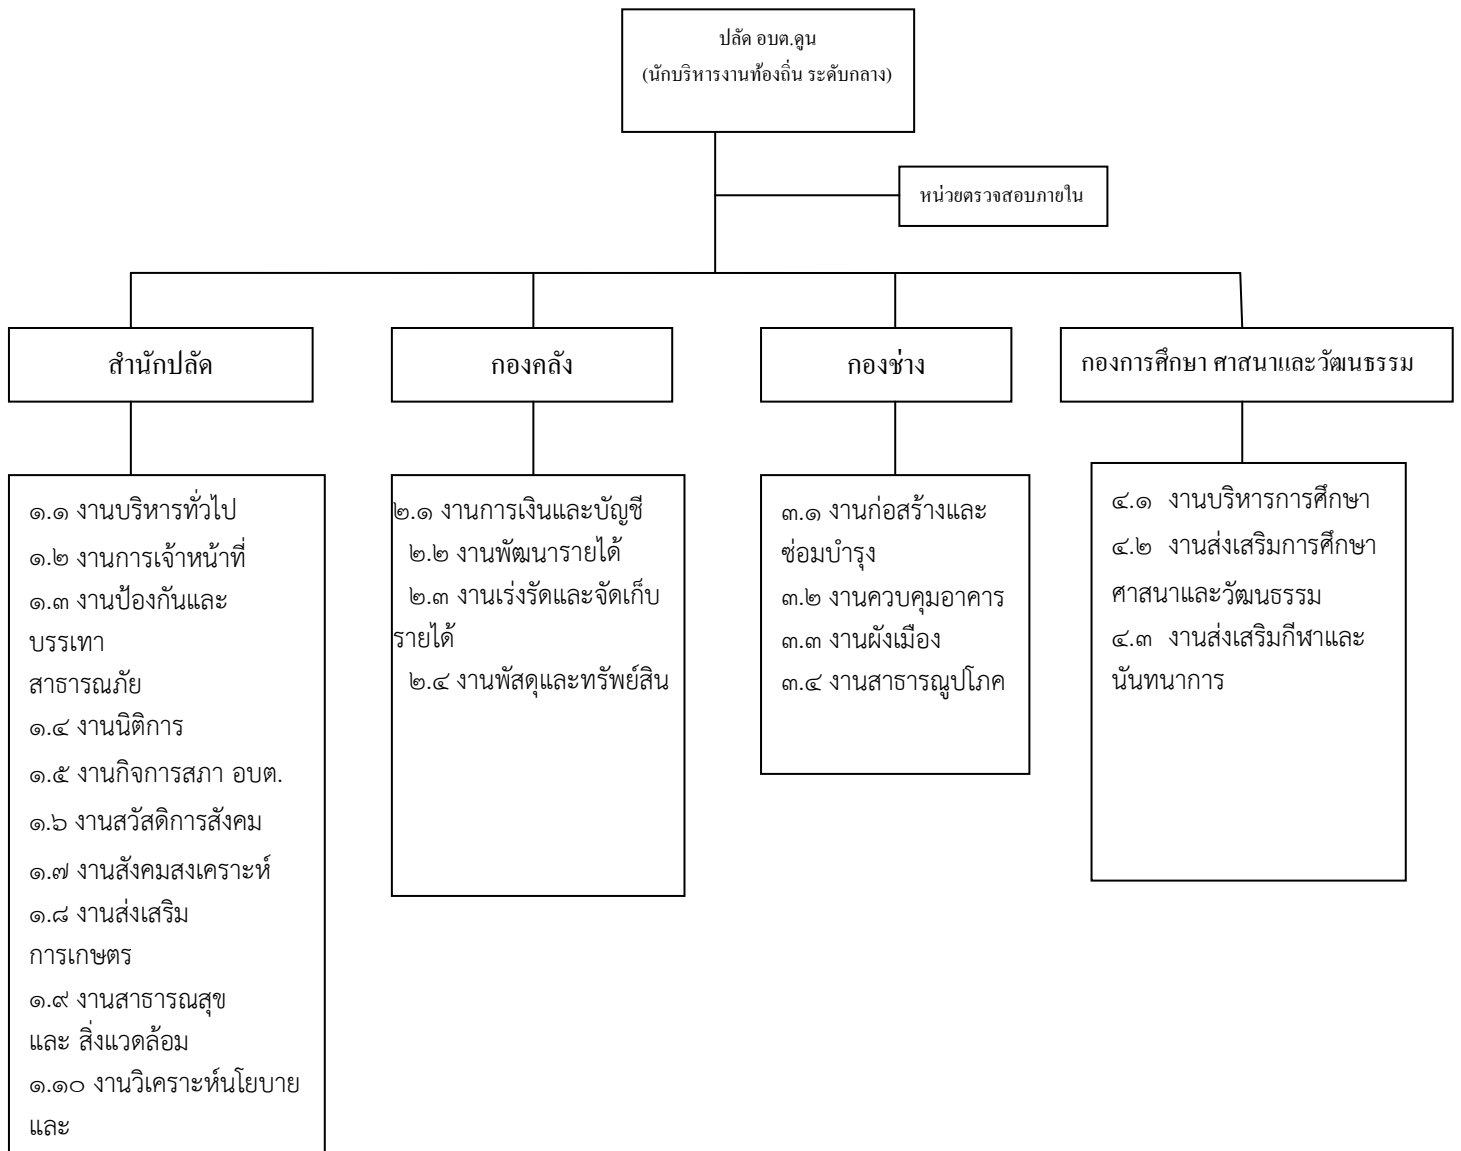 ปลัด อบต.ดูน
(นักบริหารงานท้องถิ่น ระดับกลาง)
หน่วยตรวจสอบภายใน
สำนักปลัด
กองคลัง
กองช่าง
กองการศึกษา ศาสนาและวัฒนธรรม
๑.๑ งานบริหารทั่วไป
๑.๒ งานการเจ้าหน้าที่
๑.๓ งานป้องกันและ
บรรเทา
สาธารณภัย
๑.๔ งานนิติการ
๑.๕ งานกิจการสภา อบต.
๑.๖ งานสวัสดิการสังคม
๑.๗ งานสังคมสงเคราะห์
๑.๘ งานส่งเสริม
การเกษตร
๑.๙ งานสาธารณสุข
และ สิ่งแวดล้อม
๑.๑๐ งานวิเคราะห์นโยบาย
และ
๒.๑ งานการเงินและบัญชี
๒.๒ งานพัฒนารายได้
๒.๓ งานเร่งรัดและจัดเก็บ
รายได้
๒.๔ งานพัสดุและทรัพย์สิน
๓.๑ งานก่อสร้างและ
ซ่อมบำรุง
๓.๒ งานควบคุมอาคาร
๓.๓ งานผังเมือง
๓.๔ งานสาธารณูปโภค
๔.๑ งานบริหารการศึกษา
๔.๒ งานส่งเสริมการศึกษา
ศาสนาและวัฒนธรรม
๔.๓ งานส่งเสริมกีฬาและ
นันทนาการ